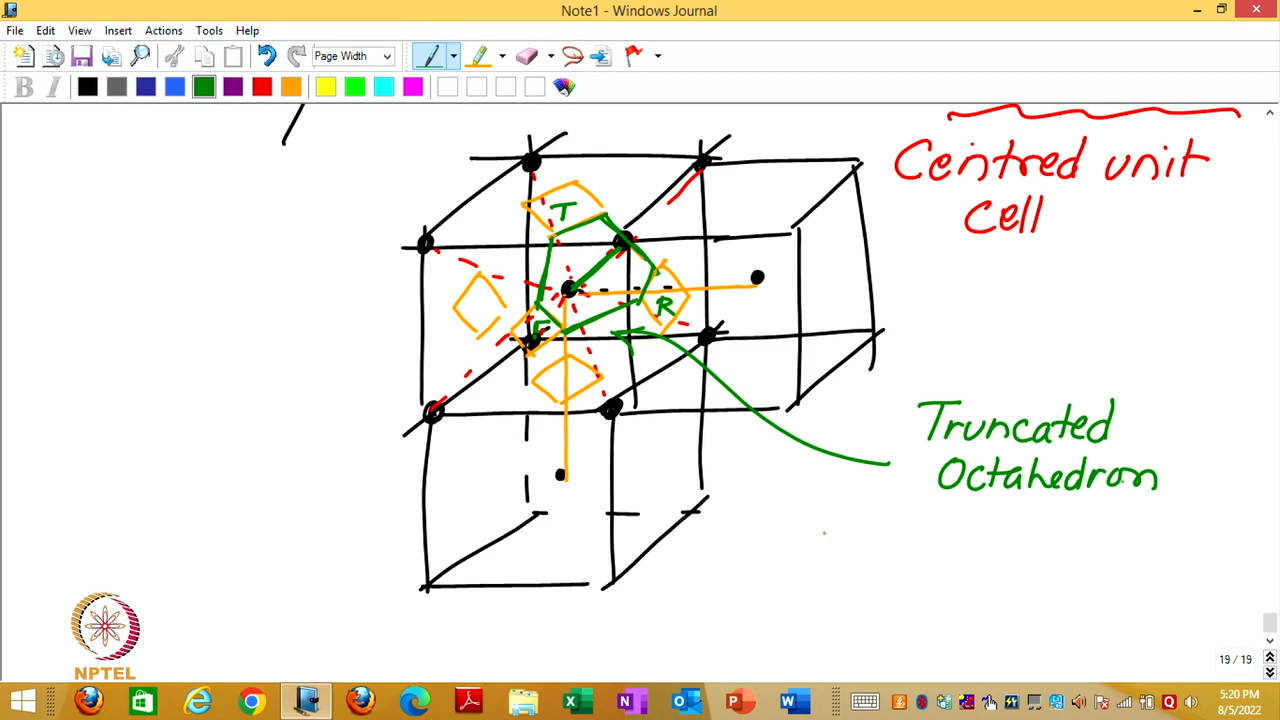 Note1 - Windows Journal
File Edit View Insert Actions Tools Help
Page Width
B I
Centred unit
cell
T
R
F
Truncated
Octahedron
NPTEL
19 / 19
5:20 PM
8/5/2022